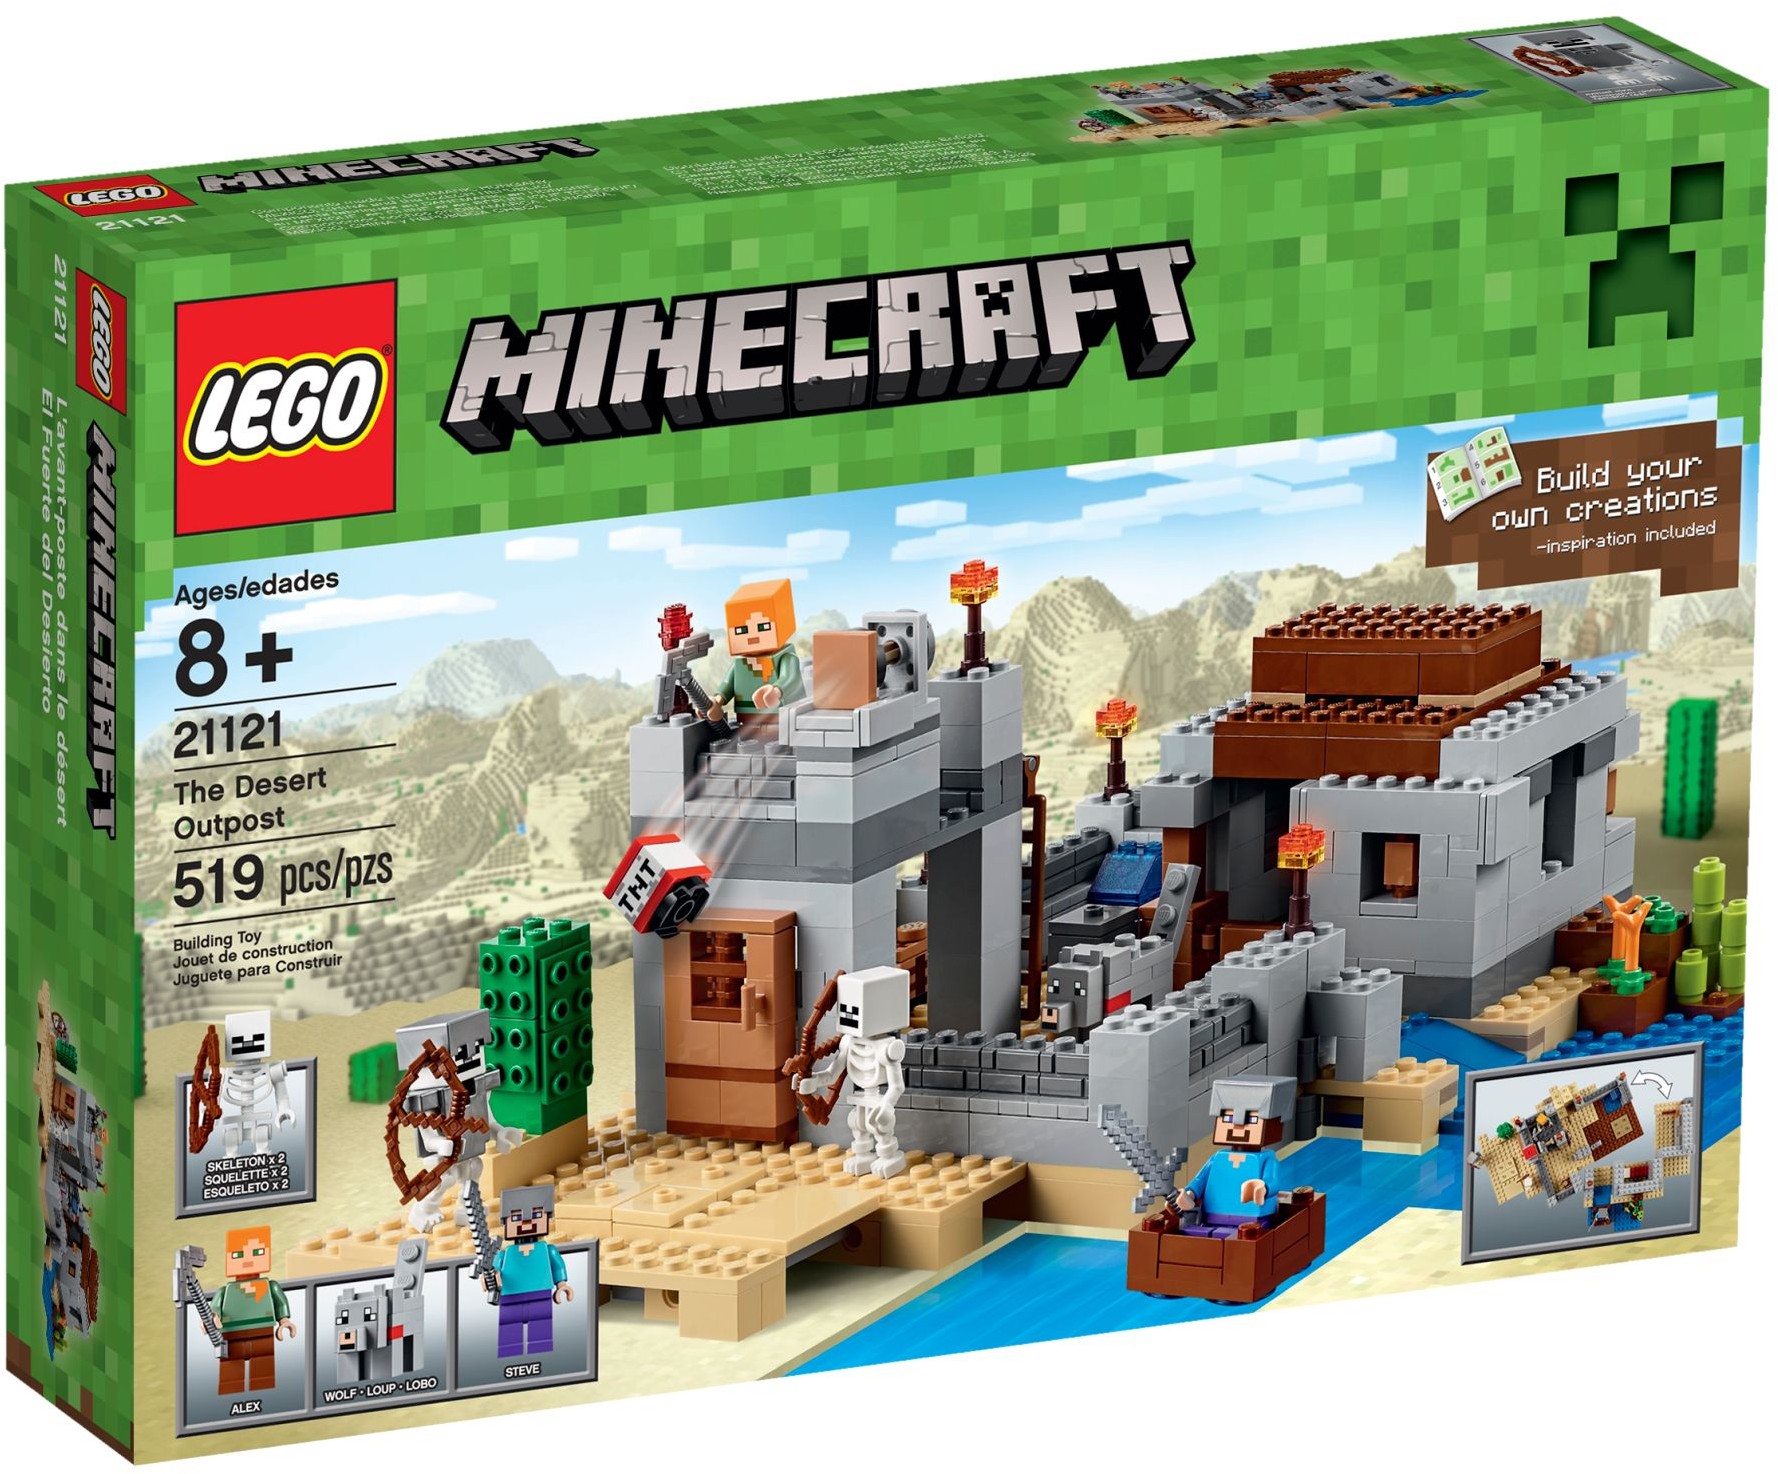 LEGO
MINECRAFT
21121
LEGO
MINECRAFT
21121
L'avant-poste dans le désert
El Fuerte del Desierto
LEGO®
MINECRAFT
Build your
own creations
-inspiration included
Ages/edades
8+
21121
The Desert
Outpost
519 pcs/pzs
Building Toy
Jouet de construction
Juguete para Construir
TNT
SKELETON x 2
SQUELETTE x 2
ESQUELETO x 2
ALEX
WOLF • LOUP • LOBO
STEVE